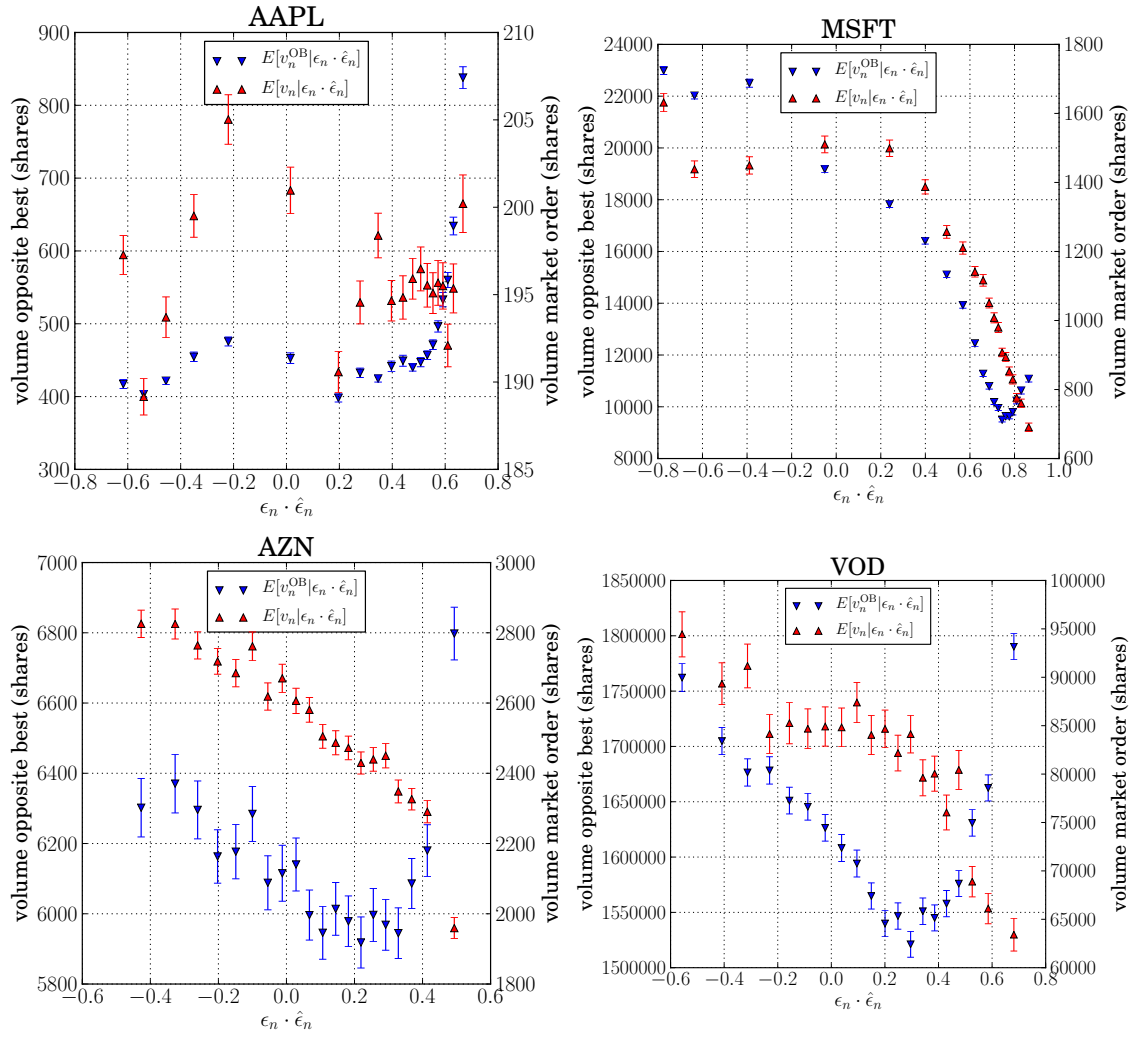 AAPL
900
800
700
600
500
400
300
210
205
200
195
190
185
−0.8 −0.6 −0.4 −0.2 0.0 0.2 0.4 0.6 0.8
volume opposite best (shares)
volume market order (shares)
E[v_n^OB|ϵ_n · ϵ̂_n]
E[v_n|ϵ_n · ϵ̂_n]
ϵ_n · ϵ̂_n
MSFT
24000
22000
20000
18000
16000
14000
12000
10000
8000
1800
1600
1400
1200
1000
800
600
−0.8 −0.6 −0.4 −0.2 0.0 0.2 0.4 0.6 0.8 1.0
volume opposite best (shares)
volume market order (shares)
E[v_n^OB|ϵ_n · ϵ̂_n]
E[v_n|ϵ_n · ϵ̂_n]
ϵ_n · ϵ̂_n
AZN
7000
6800
6600
6400
6200
6000
5800
3000
2800
2600
2400
2200
2000
1800
−0.6 −0.4 −0.2 0.0 0.2 0.4 0.6
volume opposite best (shares)
volume market order (shares)
E[v_n^OB|ϵ_n · ϵ̂_n]
E[v_n|ϵ_n · ϵ̂_n]
ϵ_n · ϵ̂_n
VOD
1850000
1800000
1750000
1700000
1650000
1600000
1550000
1500000
100000
95000
90000
85000
80000
75000
70000
65000
60000
−0.6 −0.4 −0.2 0.0 0.2 0.4 0.6 0.8
volume opposite best (shares)
volume market order (shares)
E[v_n^OB|ϵ_n · ϵ̂_n]
E[v_n|ϵ_n · ϵ̂_n]
ϵ_n · ϵ̂_n